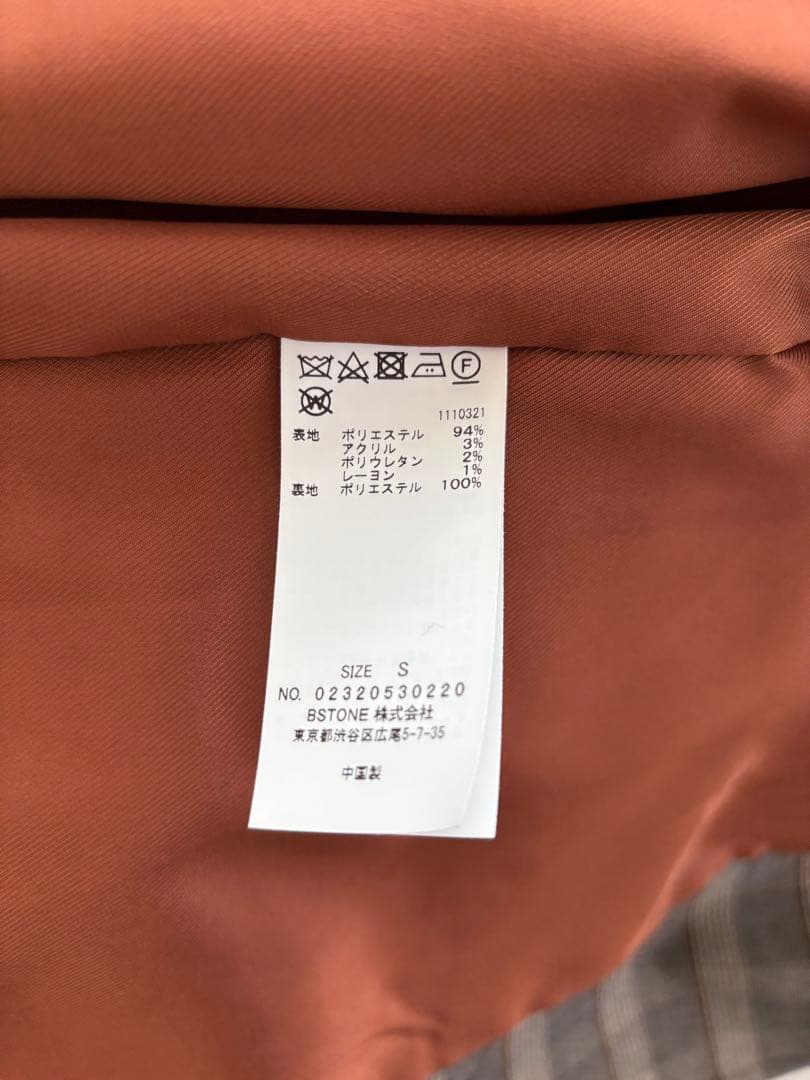 F
W
1110321
表地 ポリエステル 94%
アクリル 3%
ポリウレタン 2%
レーヨン 1%
裏地 ポリエステル 100%
SIZE S
NO. 02320530220
BSTONE 株式会社
東京都渋谷区広尾5-7-35
中国製